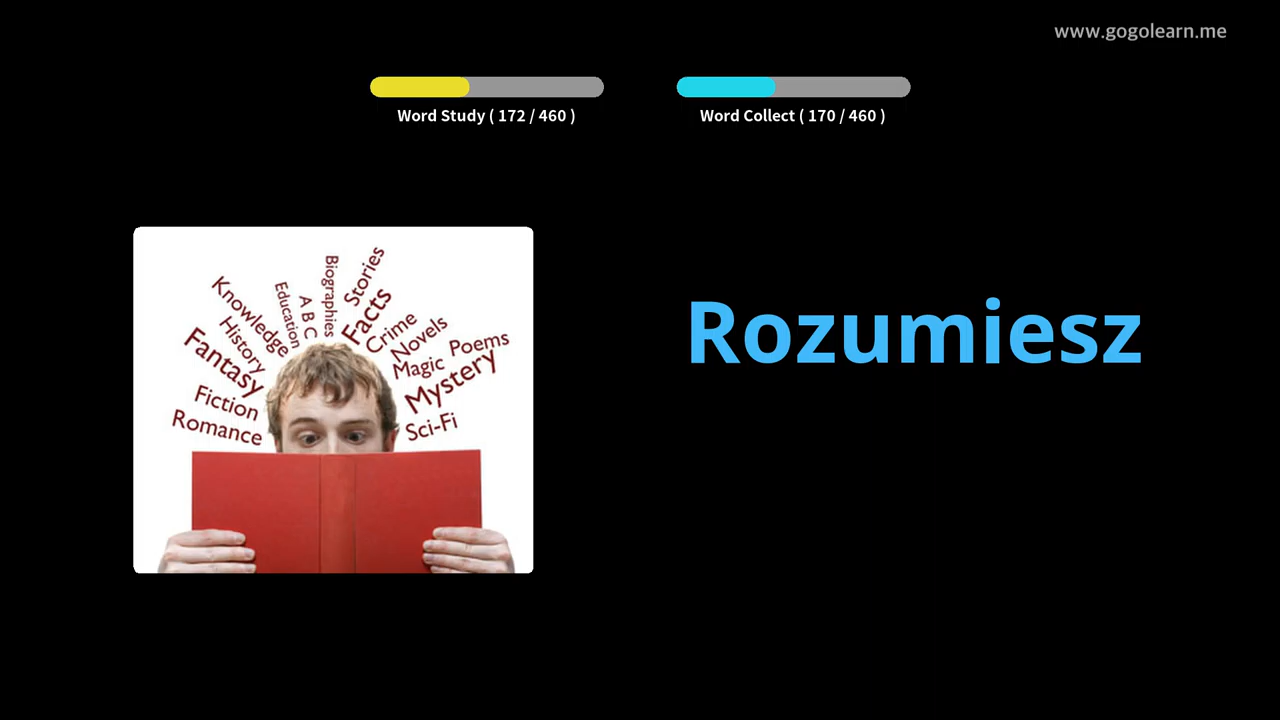 www.gogolearn.me
Word Study ( 172 / 460 )
Word Collect ( 170 / 460 )
Rozumiesz
Romance
Fiction
Fantasy
History
Knowledge
Education
A B C
Biographies
Stories
Facts
Crime
Novels
Magic
Poems
Mystery
Sci-Fi